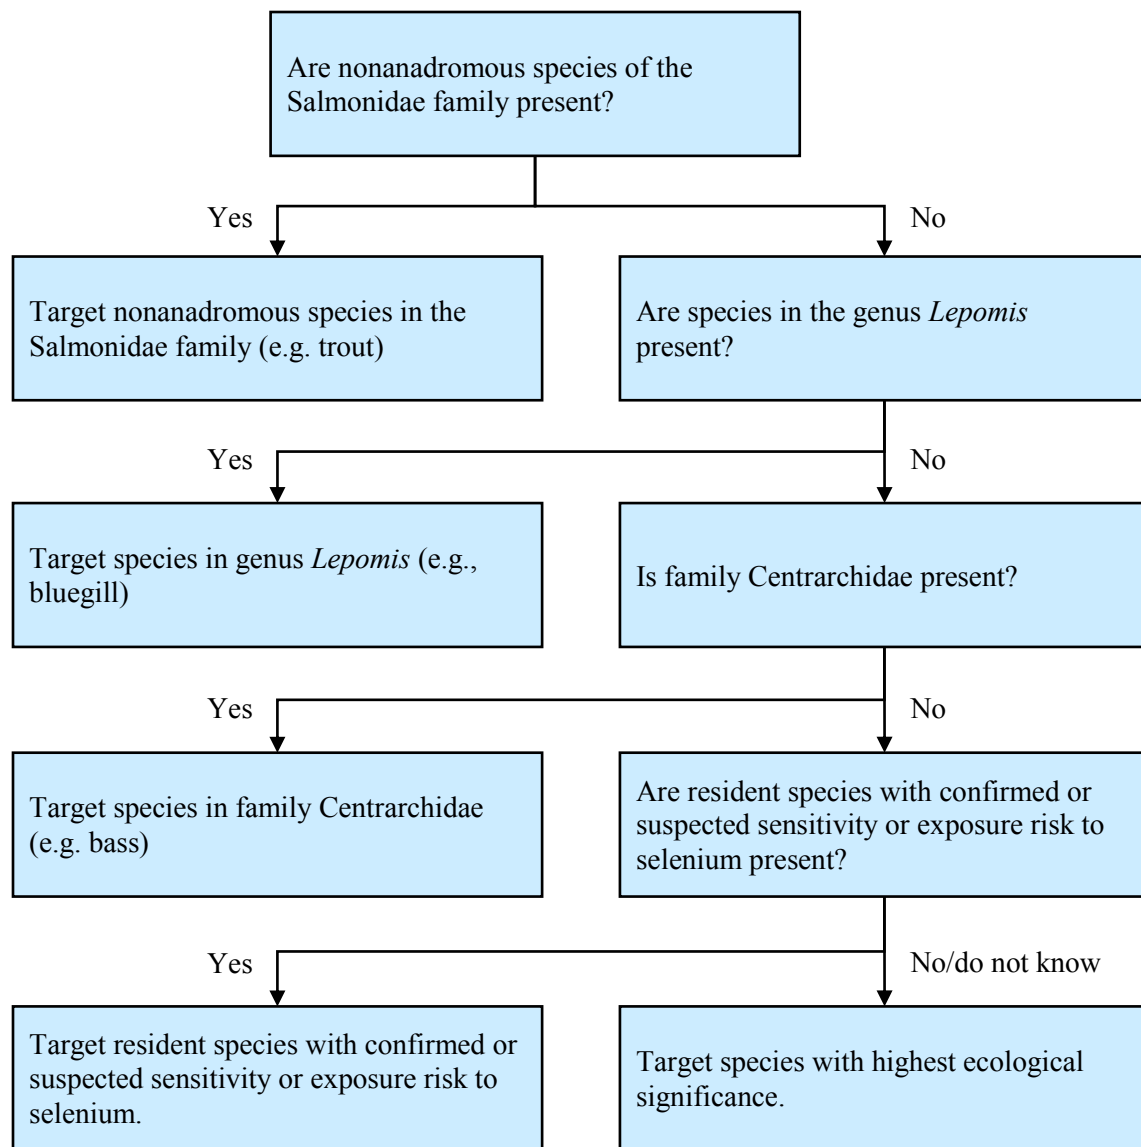 Are nonanadromous species of the
Salmonidae family present?
Yes
No
Target nonanadromous species in the
Salmonidae family (e.g. trout)
Are species in the genus Lepomis
present?
Yes
No
Target species in genus Lepomis (e.g.,
bluegill)
Is family Centrarchidae present?
Yes
No
Target species in family Centrarchidae
(e.g. bass)
Are resident species with confirmed or
suspected sensitivity or exposure risk to
selenium present?
Yes
No/do not know
Target resident species with confirmed or
suspected sensitivity or exposure risk to
selenium.
Target species with highest ecological
significance.